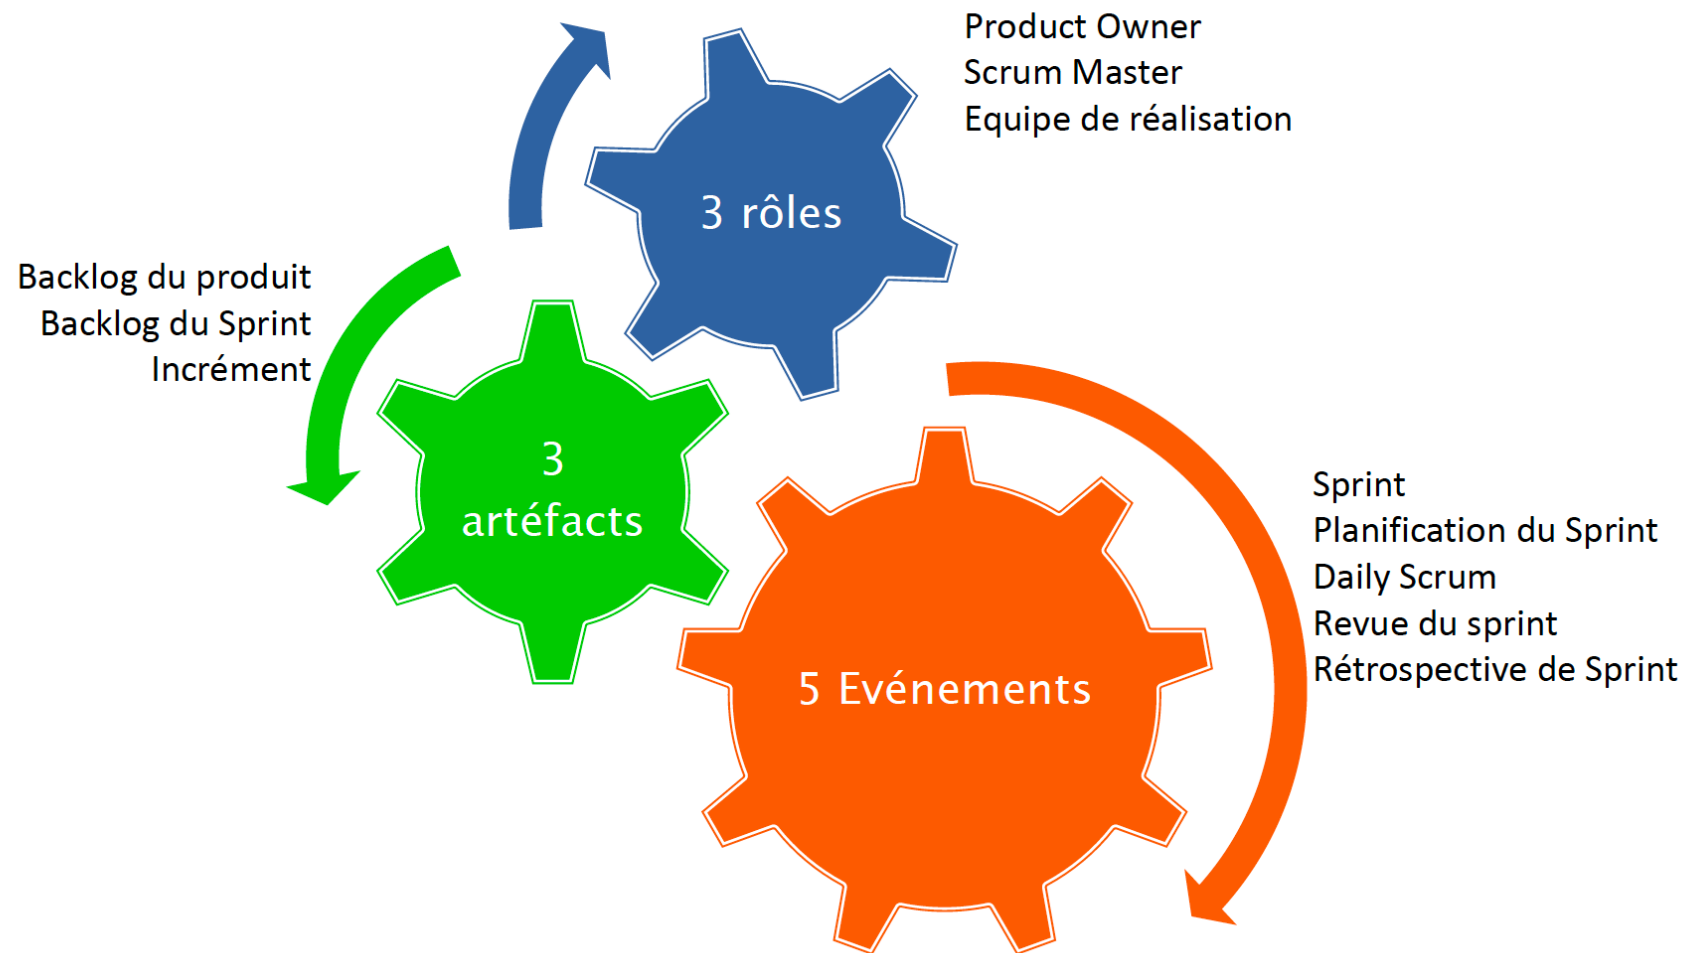 Product Owner
Scrum Master
Equipe de réalisation
3 rôles
Backlog du produit
Backlog du Sprint
Incrément
3
artéfacts
Sprint
Planification du Sprint
Daily Scrum
Revue du sprint
Rétrospective de Sprint
5 Evénements